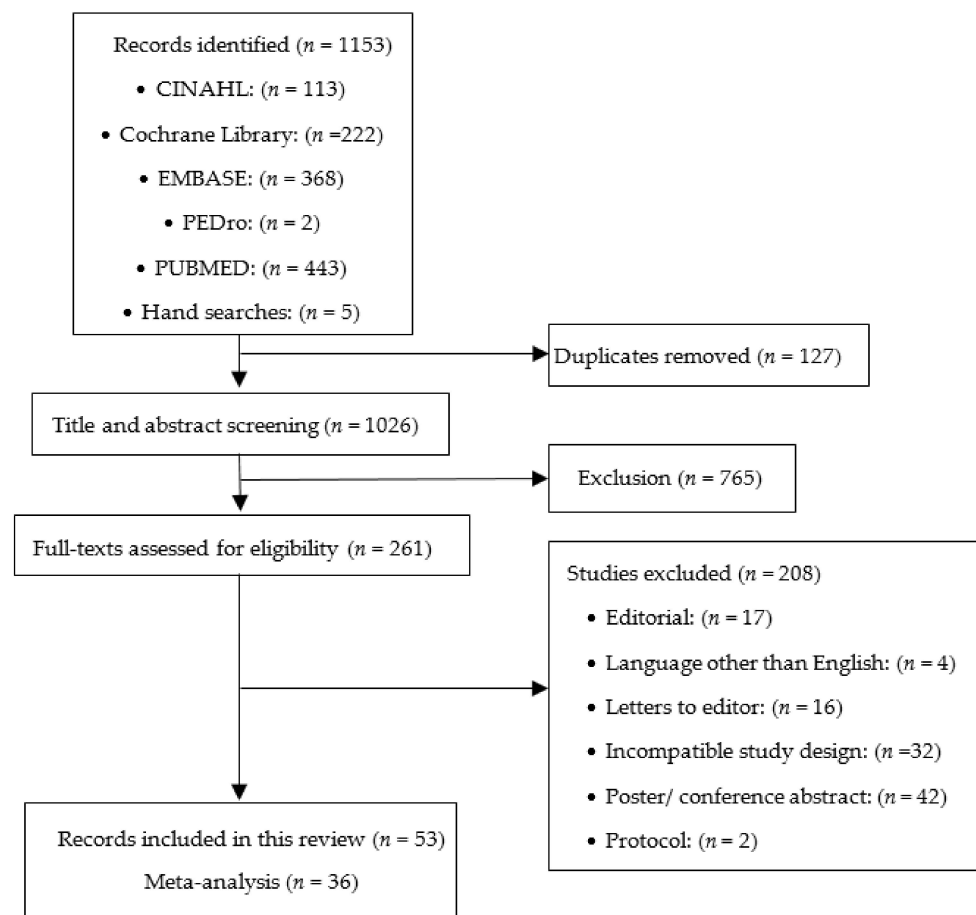 Records identified (n = 1153)
• CINAHL: (n = 113)
• Cochrane Library: (n =222)
• EMBASE: (n = 368)
• PEDro: (n = 2)
• PUBMED: (n = 443)
• Hand searches: (n = 5)
Duplicates removed (n = 127)
Title and abstract screening (n = 1026)
Exclusion (n = 765)
Full-texts assessed for eligibility (n = 261)
Studies excluded (n = 208)
• Editorial: (n = 17)
• Language other than English: (n = 4)
• Letters to editor: (n = 16)
• Incompatible study design: (n =32)
• Poster/ conference abstract: (n = 42)
• Protocol: (n = 2)
Records included in this review (n = 53)
Meta-analysis (n = 36)